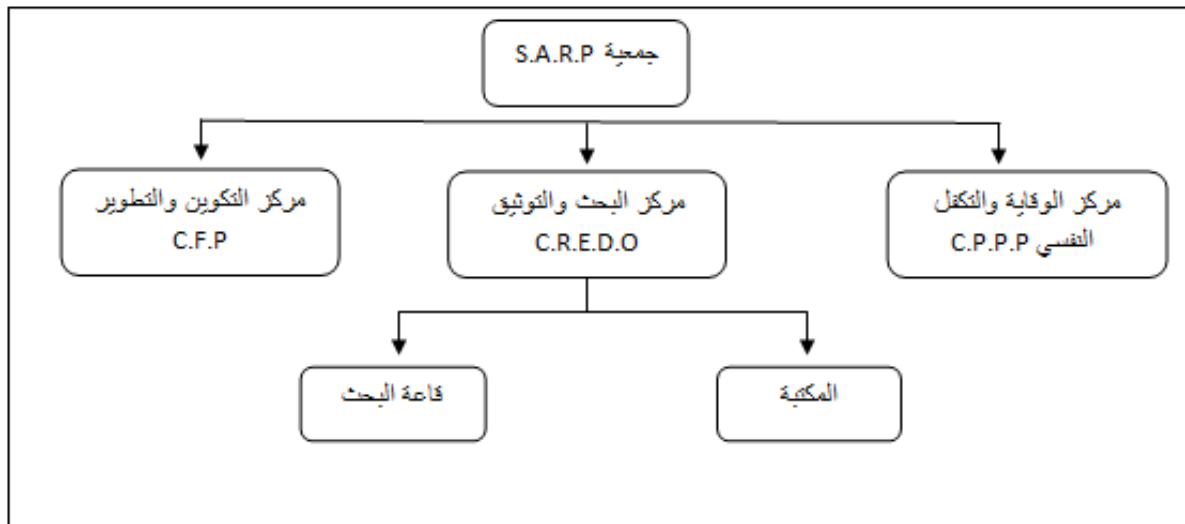 جمعية S.A.R.P
مركز الوقاية والتكفل
النفسي C.P.P.P
مركز البحث والتوثيق
C.R.E.D.O
مركز التكوين والتطوير
C.F.P
المكتبة
قاعة البحث